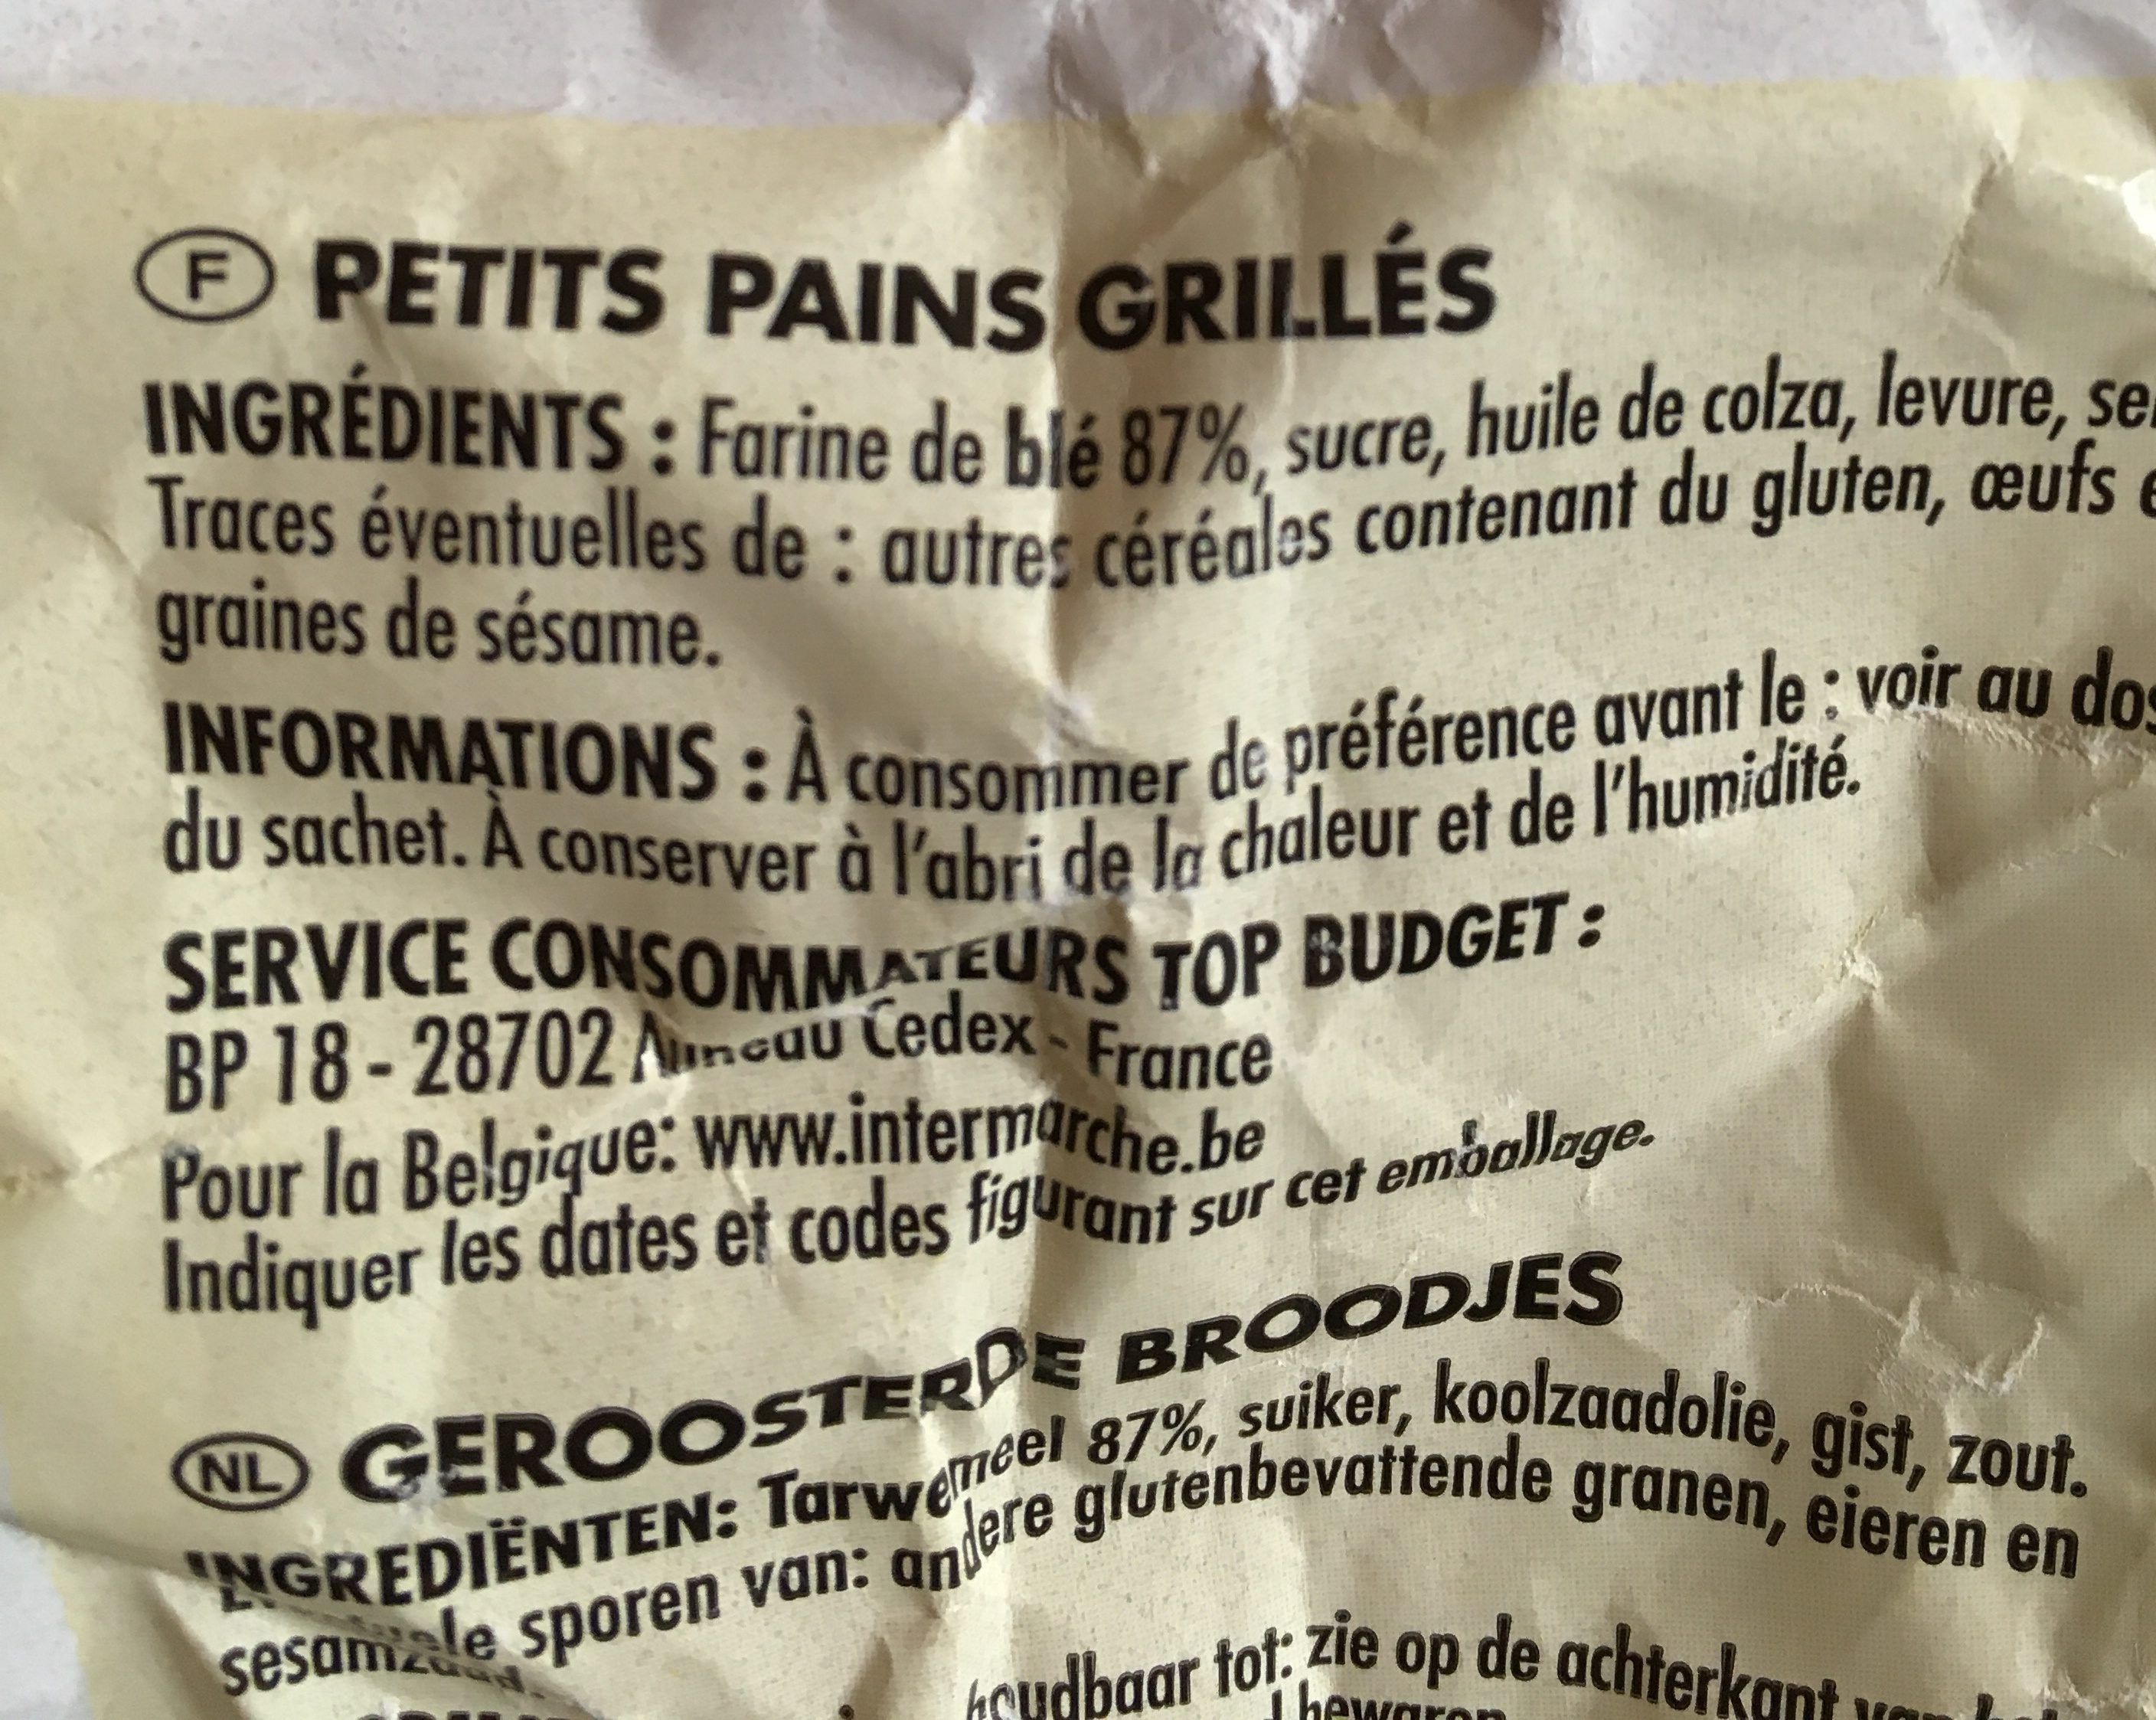 F PETITS PAINS GRILLÉS
INGRÉDIENTS : Farine de blé 87%, sucre, huile de colza, levure,
Traces éventuelles de : autres céréales contenant du gluten, œufs
graines de sésame.
INFORMATIONS : À consommer de préférence avant le : voir au
du sachet. À conserver à l'abri de la chaleur et de l'humidité.
SERVICE CONSOMMATEURS TOP BUDGET :
BP 18 - 28702 Cedex - France
Pour la Belgique: www.intermarche.be
Indiquer les dates et codes figurant sur cet emballage.
NL GEROOSTERDE BROODJES
INGREDIËNTEN: Tarwemeel 87%, suiker, koolzaadolie, gist, zout.
sporen van: andere glutenbevattende granen, eieren en
houdbaar tot: zie op de achterkant